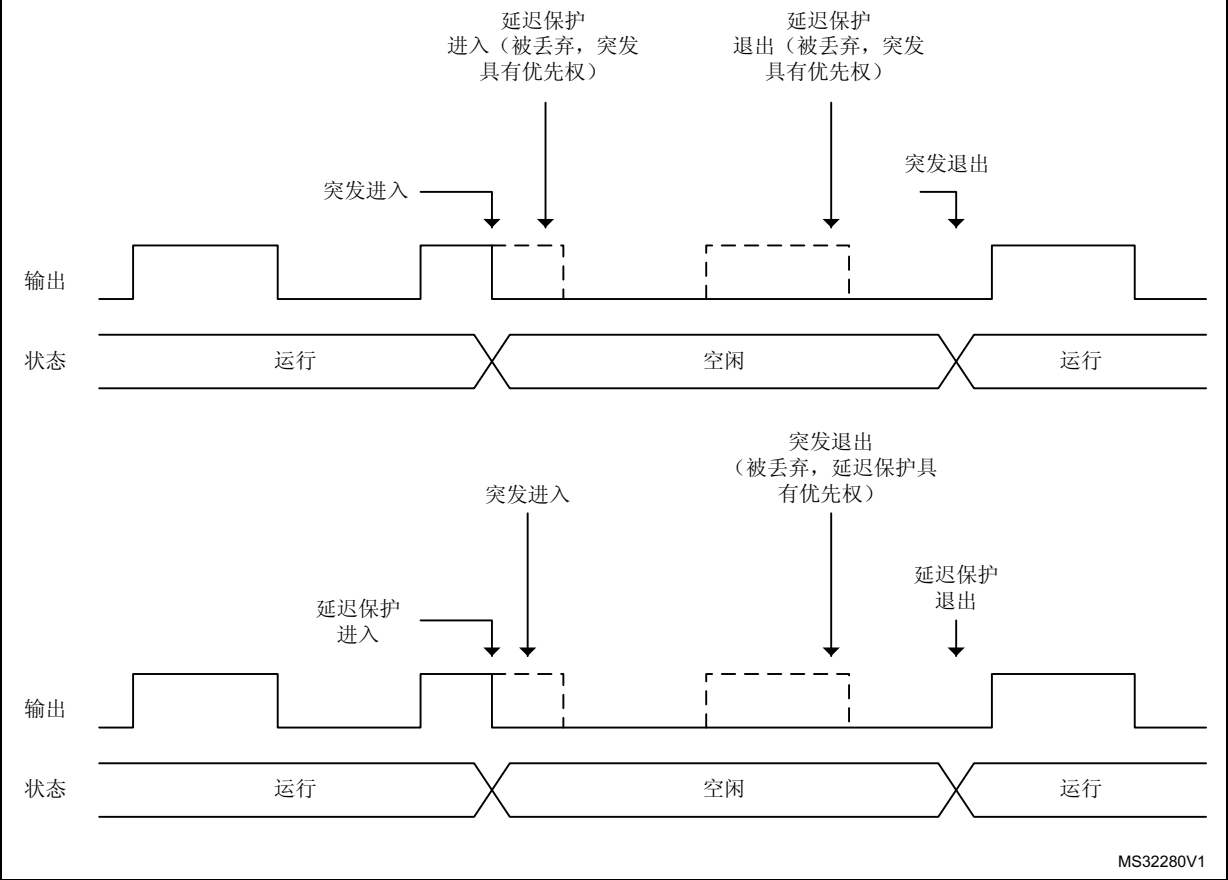 延迟保护
进入（被丢弃，突发
具有优先权）
延迟保护
退出（被丢弃，突发
具有优先权）
突发进入
突发退出
输出
状态
运行
空闲
运行
突发退出
（被丢弃，延迟保护具
有优先权）
突发进入
延迟保护
退出
延迟保护
进入
输出
状态
运行
空闲
运行
MS32280V1